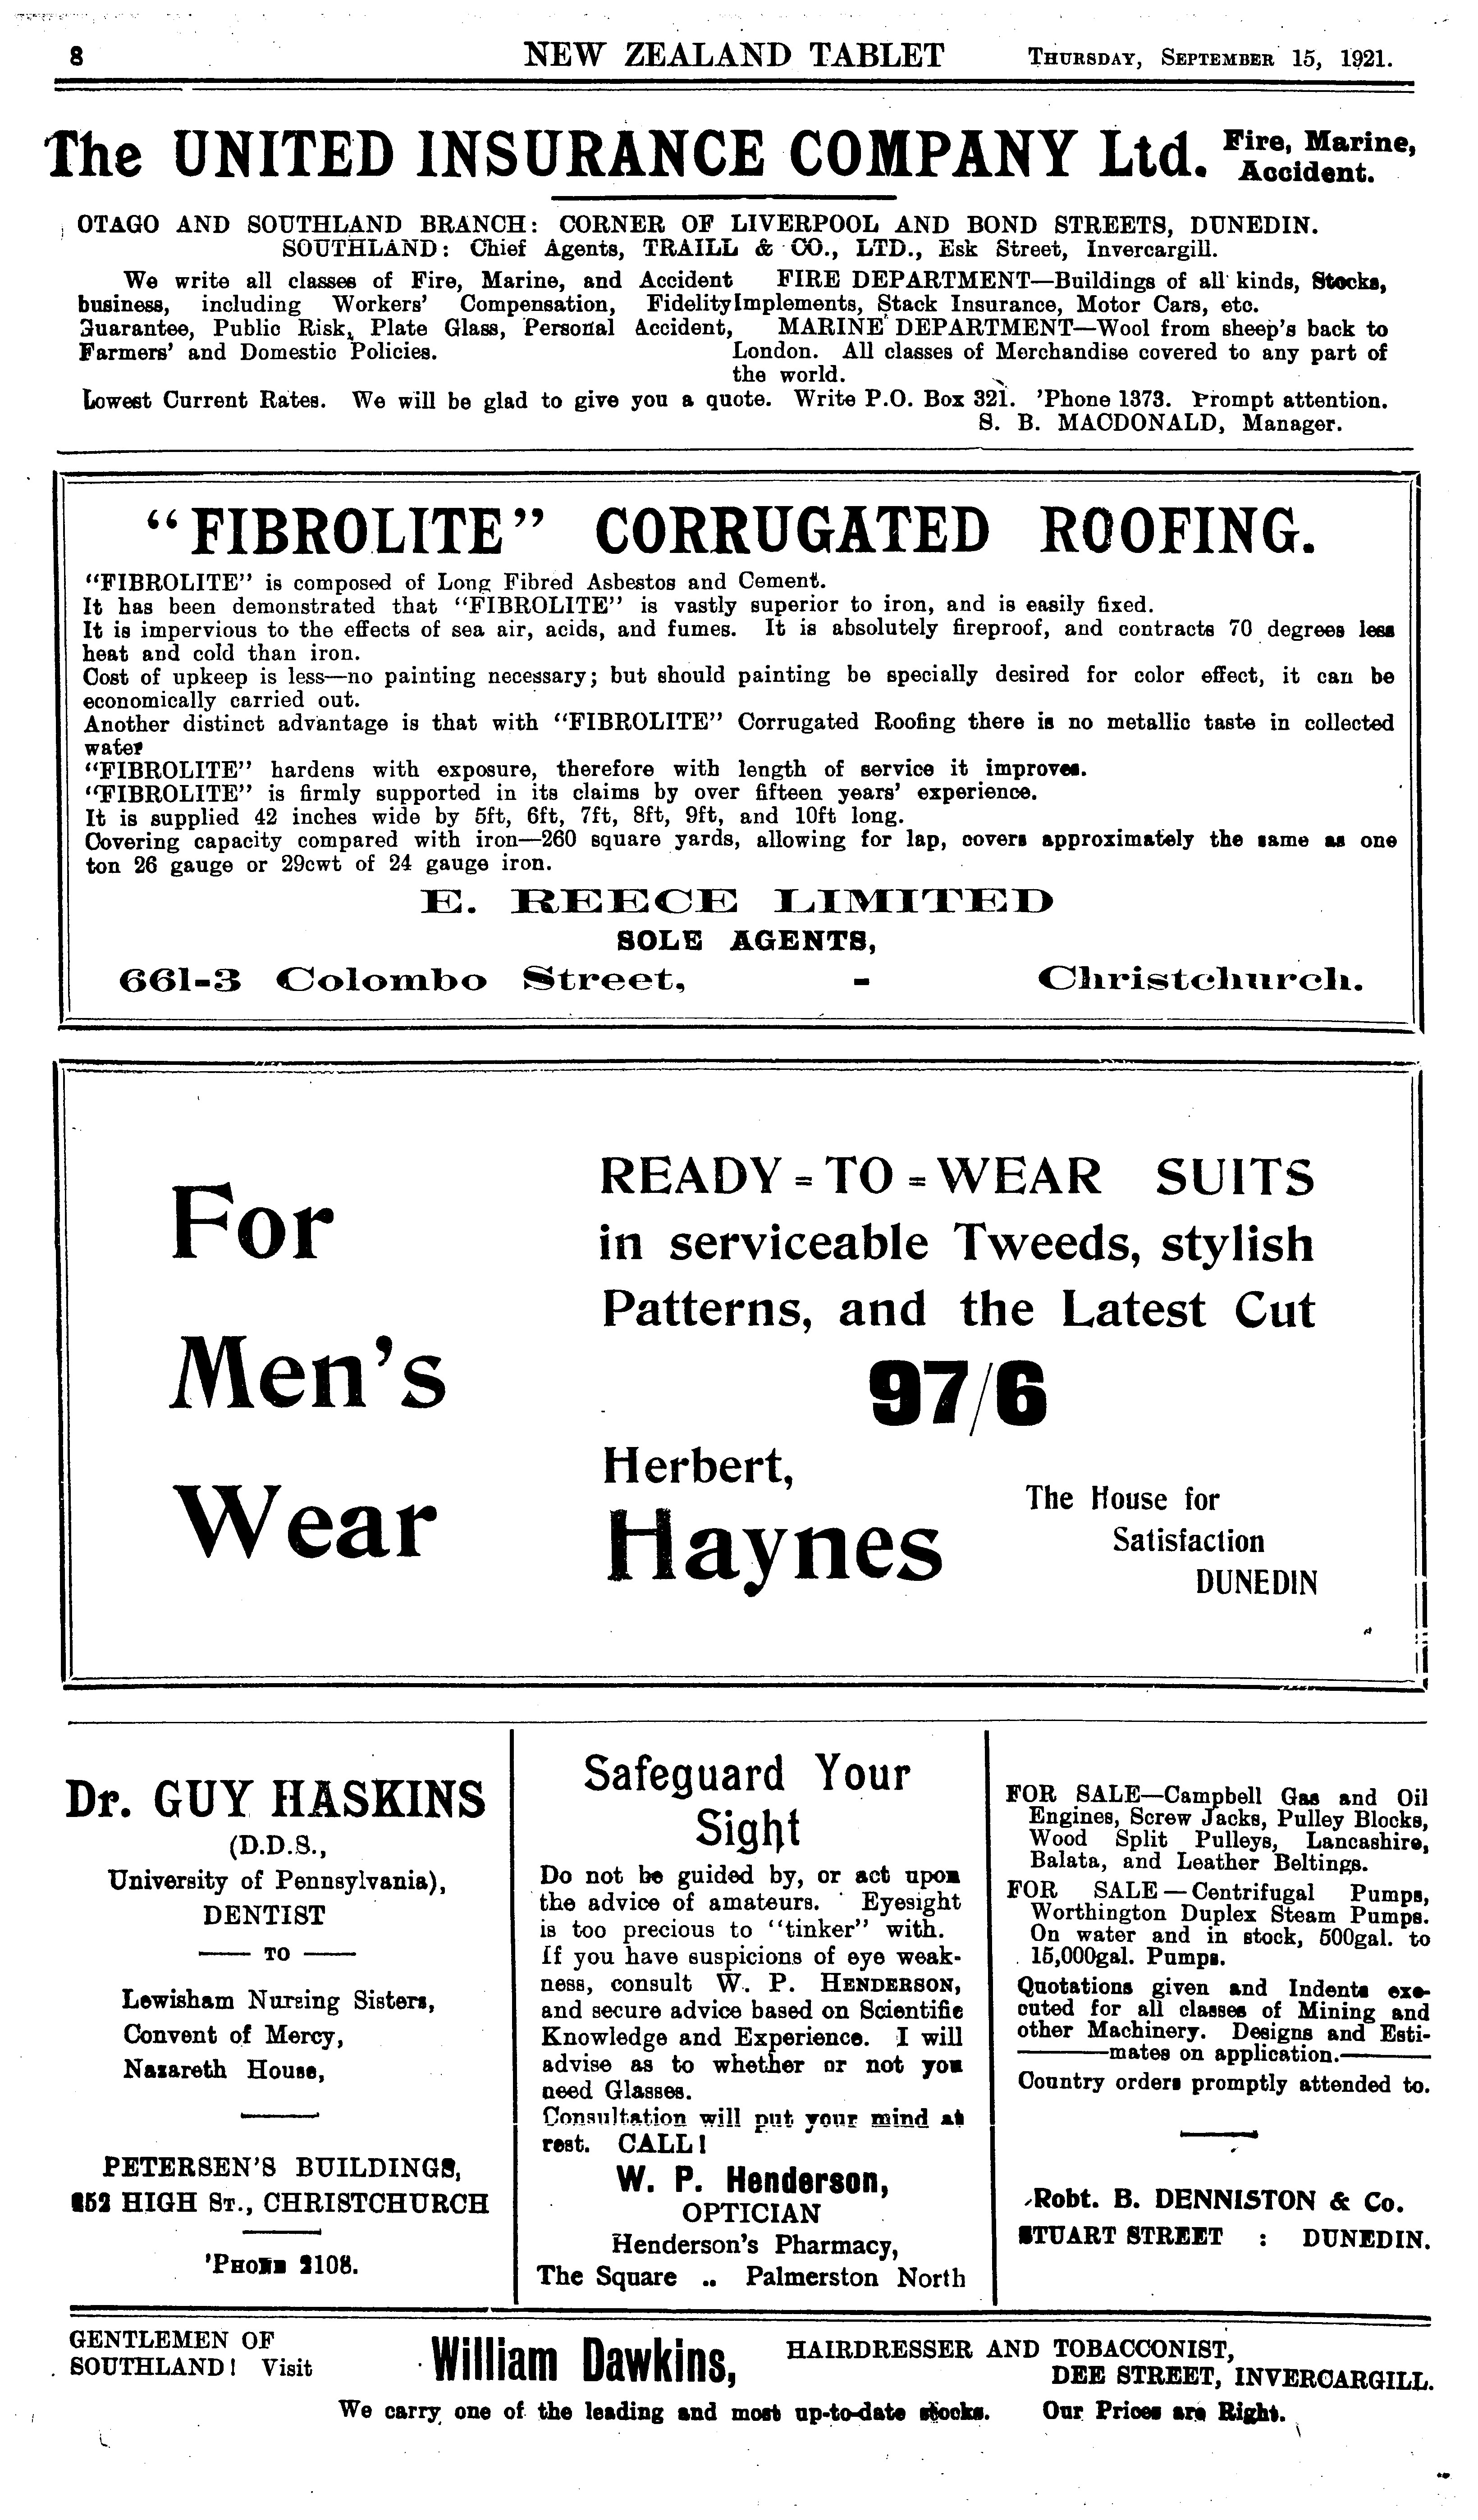 8 NEW ZEALAND TABLET Thursday, September 15, 1921.
The UNITED INSURANCE COMPANY Ltd. Fire, Marine,
Accident.
OTAGO AND SOUTHLAND BRANCH: CORNER OF LIVERPOOL AND BOND STREETS, DUNEDIN.
SOUTHLAND: Chief Agents, TRAILL & CO., LTD., Esk Street, Invercargill.
We write all classes of Fire, Marine, and Accident
business, including Workers' Compensation, Fidelity
Guarantee, Public Risk, Plate Glass, Personal Accident,
Farmers' and Domestic Policies.
FIRE DEPARTMENT—Buildings of all kinds, Stocks,
Implements, Stack Insurance, Motor Cars, etc.
MARINE DEPARTMENT—Wool from sheep's back to
London. All classes of Merchandise covered to any part of
the world.
Lowest Current Rates. We will be glad to give you a quote. Write P.O. Box 321. 'Phone 1373. Prompt attention.
S. B. MACDONALD, Manager.
"FIBROLITE" CORRUGATED ROOFING.
"FIBROLITE" is composed of Long Fibred Asbestos and Cement.
It has been demonstrated that "FIBROLITE" is vastly superior to iron, and is easily fixed.
It is impervious to the effects of sea air, acids, and fumes. It is absolutely fireproof, and contracts 70 degrees less
heat and cold than iron.
Cost of upkeep is less—no painting necessary; but should painting be specially desired for color effect, it can be
economically carried out.
Another distinct advantage is that with "FIBROLITE" Corrugated Roofing there is no metallic taste in collected
water
"FIBROLITE" hardens with exposure, therefore with length of service it improves.
"FIBROLITE" is firmly supported in its claims by over fifteen years' experience.
It is supplied 42 inches wide by 5ft, 6ft, 7ft, 8ft, 9ft, and 10ft long.
Covering capacity compared with iron—260 square yards, allowing for lap, covers approximately the same as one
ton 26 gauge or 29cwt of 24 gauge iron.
E. REECE LIMITED
SOLE AGENTS,
661-3 Colombo Street, - Christchurch.
For
Men's
Wear
READY=TO=WEAR SUITS
in serviceable Tweeds, stylish
Patterns, and the Latest Cut
97/6
Herbert,
Haynes
The House for
Satisfaction
DUNEDIN
Dr. GUY HASKINS
(D.D.S.,
University of Pennsylvania),
DENTIST
—— TO ——
Lewisham Nursing Sisters,
Convent of Mercy,
Nazareth House,
PETERSEN'S BUILDINGS,
252 HIGH St., CHRISTCHURCH
'Phone 2108.
Safeguard Your
Sight
Do not be guided by, or act upon
the advice of amateurs. Eyesight
is too precious to "tinker" with.
If you have suspicions of eye weak-
ness, consult W. P. Henderson,
and secure advice based on Scientific
Knowledge and Experience. I will
advise as to whether or not you
need Glasses.
Consultation will put your mind at
rest. CALL!
W. P. Henderson,
OPTICIAN
Henderson's Pharmacy,
The Square .. Palmerston North
FOR SALE—Campbell Gas and Oil
Engines, Screw Jacks, Pulley Blocks,
Wood Split Pulleys, Lancashire,
Balata, and Leather Beltings.
FOR SALE—Centrifugal Pumps,
Worthington Duplex Steam Pumps.
On water and in stock, 500gal. to
15,000gal. Pumps.
Quotations given and Indents exe-
cuted for all classes of Mining and
other Machinery. Designs and Esti-
———mates on application.———
Country orders promptly attended to.
Robt. B. DENNISTON & Co.
STUART STREET : DUNEDIN.
GENTLEMEN OF
SOUTHLAND! Visit
William Dawkins,
HAIRDRESSER AND TOBACCONIST,
DEE STREET, INVERCARGILL.
We carry one of the leading and most up-to-date stocks. Our Prices are Right.